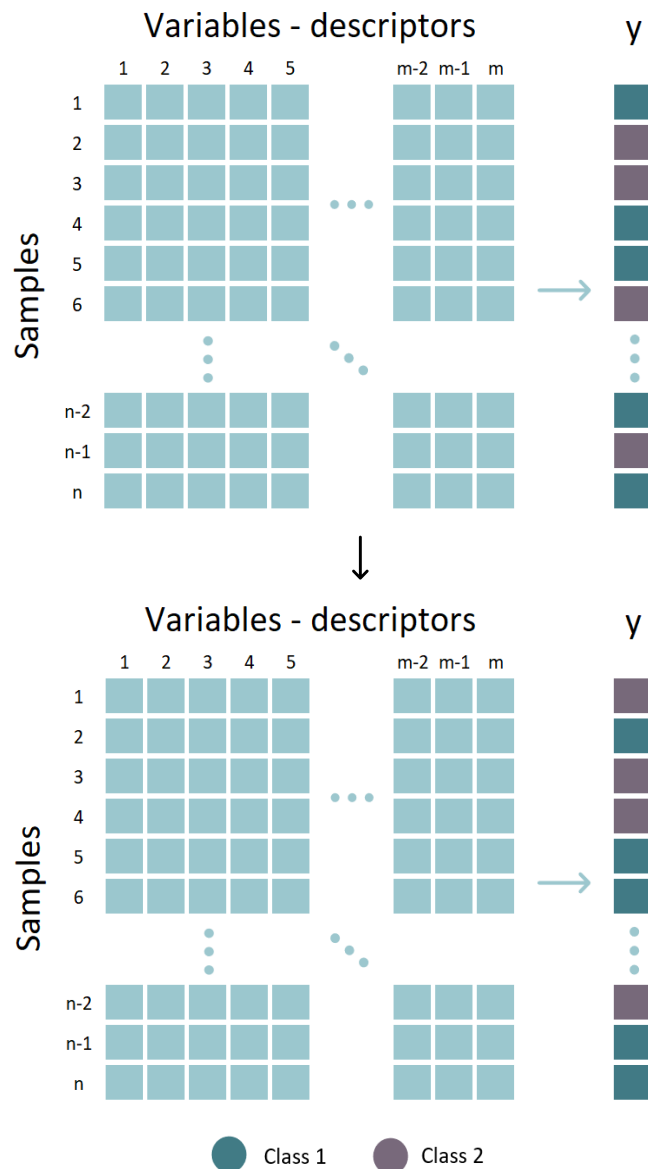 Variables - descriptors
y
1 2 3 4 5 m-2 m-1 m
Samples
1
2
3
4
5
6
n-2
n-1
n
Variables - descriptors
y
1 2 3 4 5 m-2 m-1 m
Samples
1
2
3
4
5
6
n-2
n-1
n
Class 1
Class 2